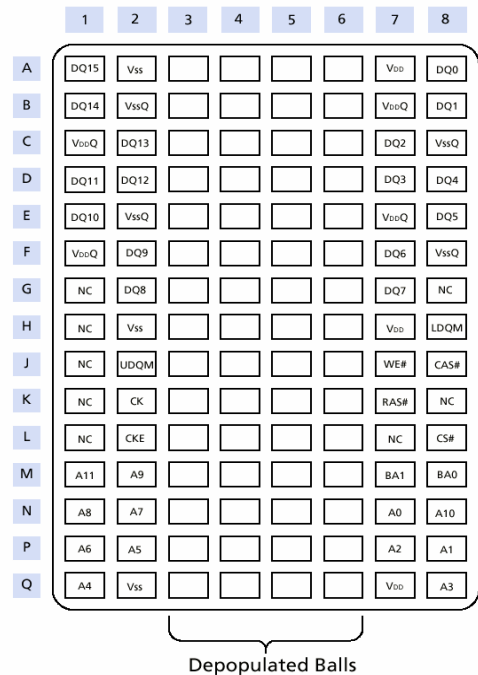 1 2 3 4 5 6 7 8
A DQ15 Vss VDD DQ0
B DQ14 VssQ VDDQ DQ1
C VDDQ DQ13 DQ2 VssQ
D DQ11 DQ12 DQ3 DQ4
E DQ10 VssQ VDDQ DQ5
F VDDQ DQ9 DQ6 VssQ
G NC DQ8 DQ7 NC
H NC Vss VDD LDQM
J NC UDQM WE# CAS#
K NC CK RAS# NC
L NC CKE NC CS#
M A11 A9 BA1 BA0
N A8 A7 A0 A10
P A6 A5 A2 A1
Q A4 Vss VDD A3
Depopulated Balls